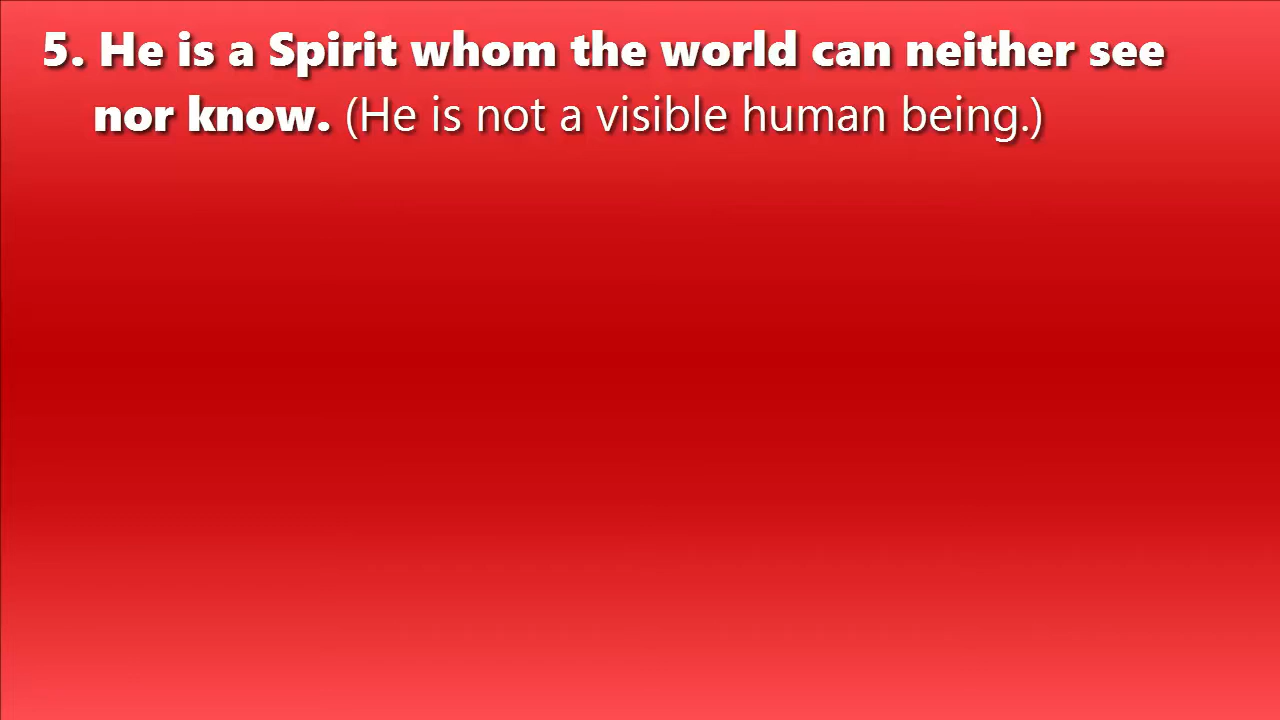 5. He is a Spirit whom the world can neither see
nor know. (He is not a visible human being.)